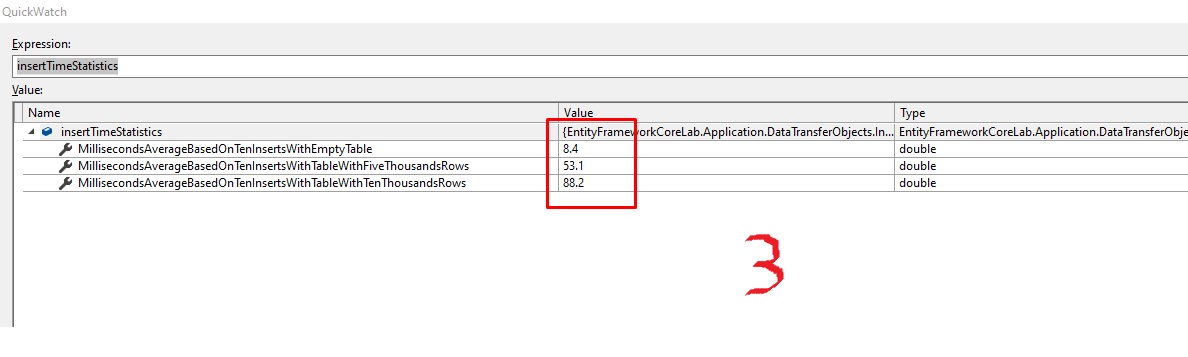 QuickWatch
Expression:
insertTimeStatistics
Value:
Name Value Type
insertTimeStatistics {EntityFrameworkCoreLab.Application.DataTransferObjects.In... EntityFrameworkCoreLab.Application.DataTransferObje
MillisecondsAverageBasedOnTenInsertsWithEmptyTable 8.4 double
MillisecondsAverageBasedOnTenInsertsWithTableWithFiveThousandsRows 53.1 double
MillisecondsAverageBasedOnTenInsertsWithTableWithTenThousandsRows 88.2 double
3